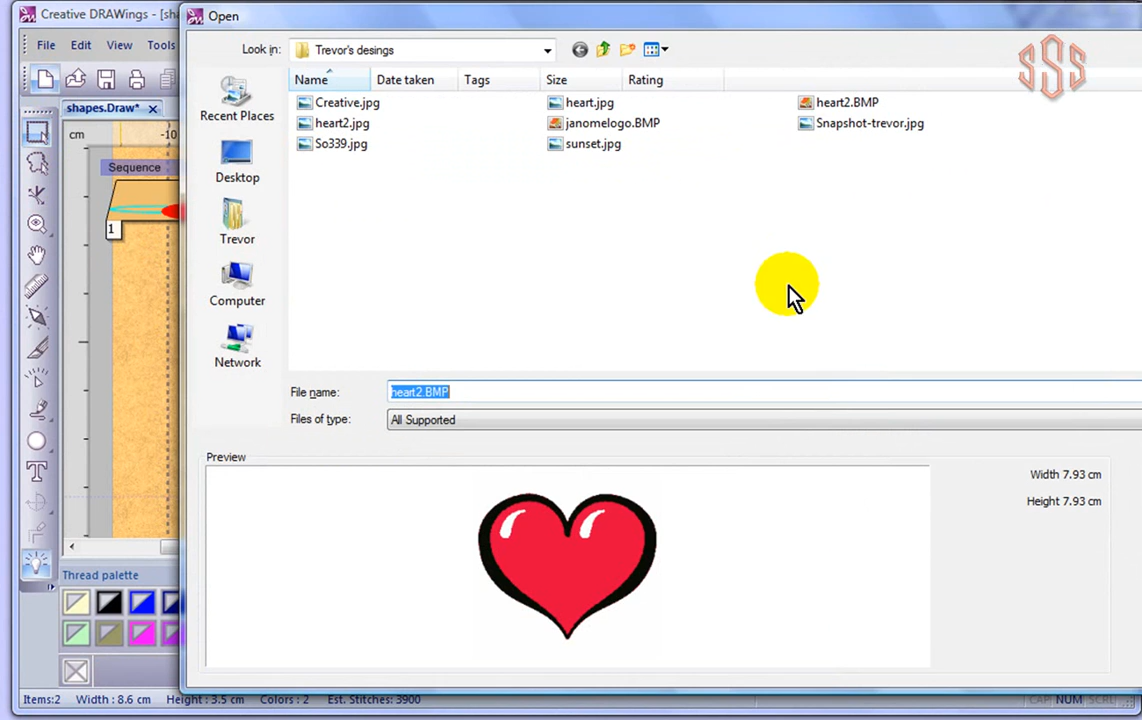 Creative DRAWings - [sha
Open
File Edit View Tools
Look in: Trevor's desings
SSS
Name Date taken Tags Size Rating
shapes.Draw*
Recent Places
Creative.jpg heart.jpg heart2.BMP
heart2.jpg janomelogo.BMP Snapshot-trevor.jpg
So339.jpg sunset.jpg
cm -10
Sequence
Desktop
1
Trevor
Computer
Network
File name: heart2.BMP
Files of type: All Supported
Preview
Width 7.93 cm
Height 7.93 cm
Thread palette
Items:2 Width : 8.6 cm Height : 3.5 cm Colors : 2 Est. Stitches: 3900 CAP NUM SCRL